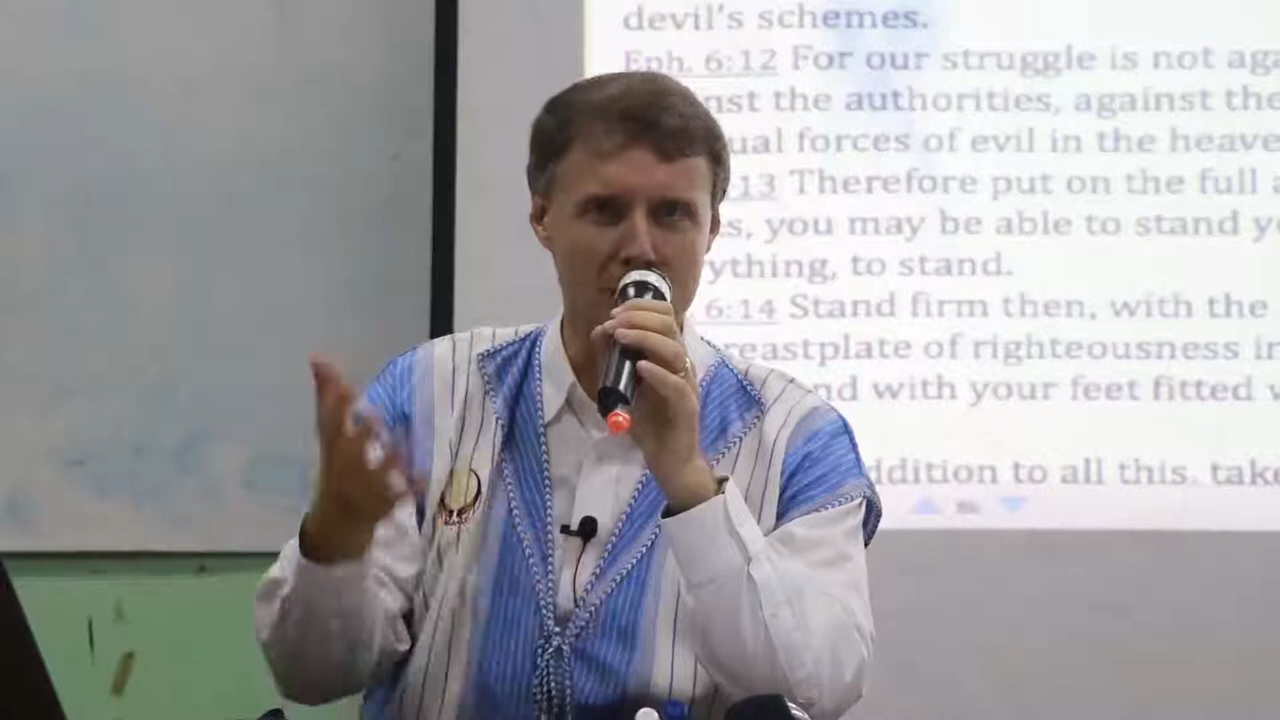 devil's schemes.
Eph. 6:12 For our struggle is not aga
nst the authorities, against the
ual forces of evil in the heave
13 Therefore put on the full a
s, you may be able to stand yo
ything, to stand.
6:14 Stand firm then, with the
reastplate of righteousness in
nd with your feet fitted w
ddition to all this, take